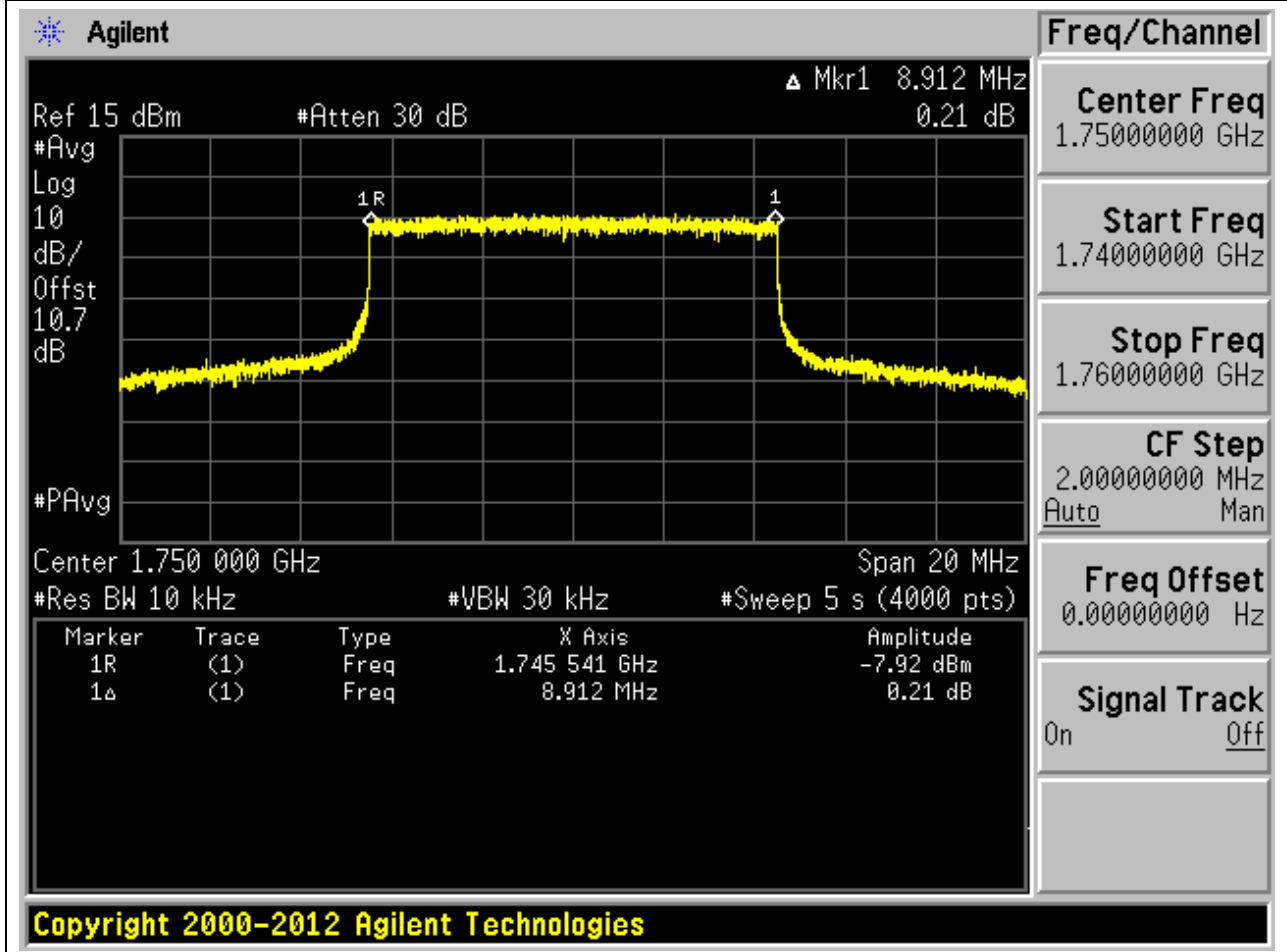 Agilent
Freq/Channel
Δ Mkr1 8.912 MHz
Ref 15 dBm #Atten 30 dB 0.21 dB
#Avg
Log
10
dB/
Offst
10.7
dB
1R
1
#PAvg
Center 1.750 000 GHz Span 20 MHz
#Res BW 10 kHz #VBW 30 kHz #Sweep 5 s (4000 pts)
Marker Trace Type X Axis Amplitude
1R (1) Freq 1.745 541 GHz -7.92 dBm
1Δ (1) Freq 8.912 MHz 0.21 dB
Center Freq
1.75000000 GHz
Start Freq
1.74000000 GHz
Stop Freq
1.76000000 GHz
CF Step
2.00000000 MHz
Auto Man
Freq Offset
0.00000000 Hz
Signal Track
On Off
Copyright 2000-2012 Agilent Technologies